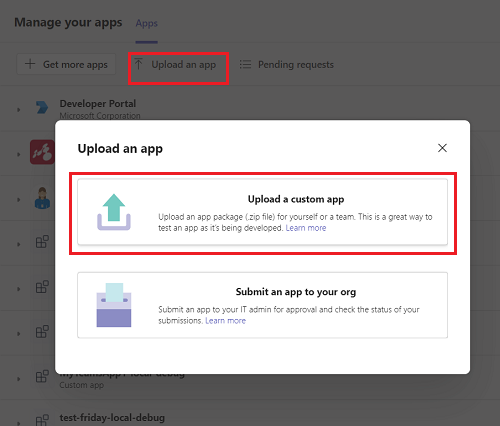 Manage your apps Apps
Get more apps Upload an app Pending requests
Developer Portal
Microsoft Corporation
Upload an app
Upload a custom app
Upload an app package (.zip file) for yourself or a team. This is a great way to
test an app as it's being developed. Learn more
Submit an app to your org
Submit an app to your IT admin for approval and check the status of your
submissions. Learn more
Custom app
test-friday-local-debug